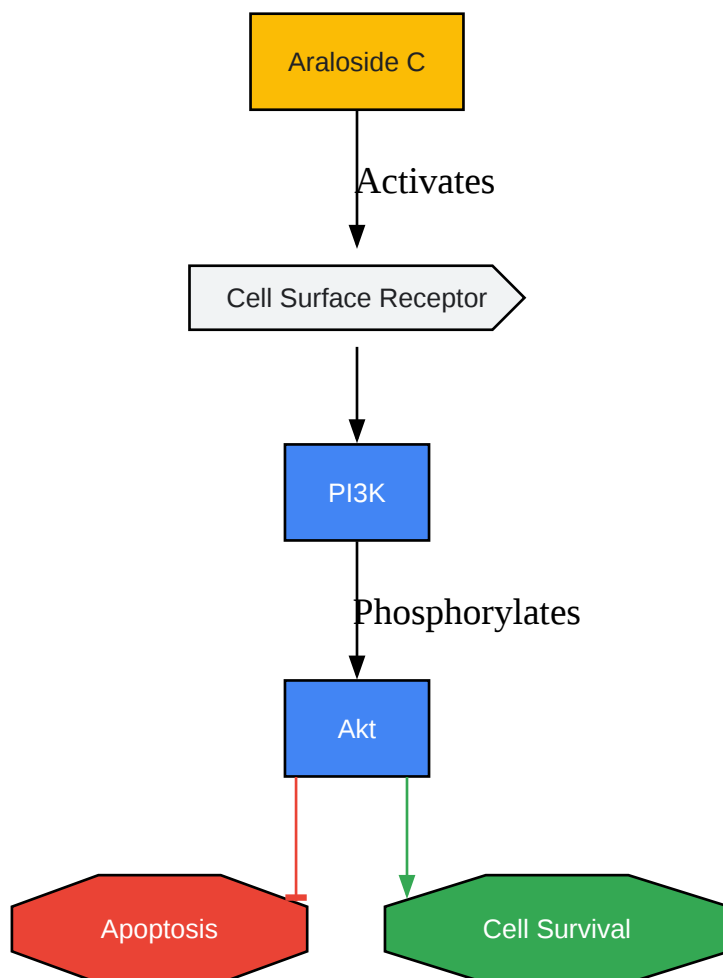 Araloside C
Activates
Cell Surface Receptor
PI3K
Phosphorylates
Akt
Apoptosis
Cell Survival